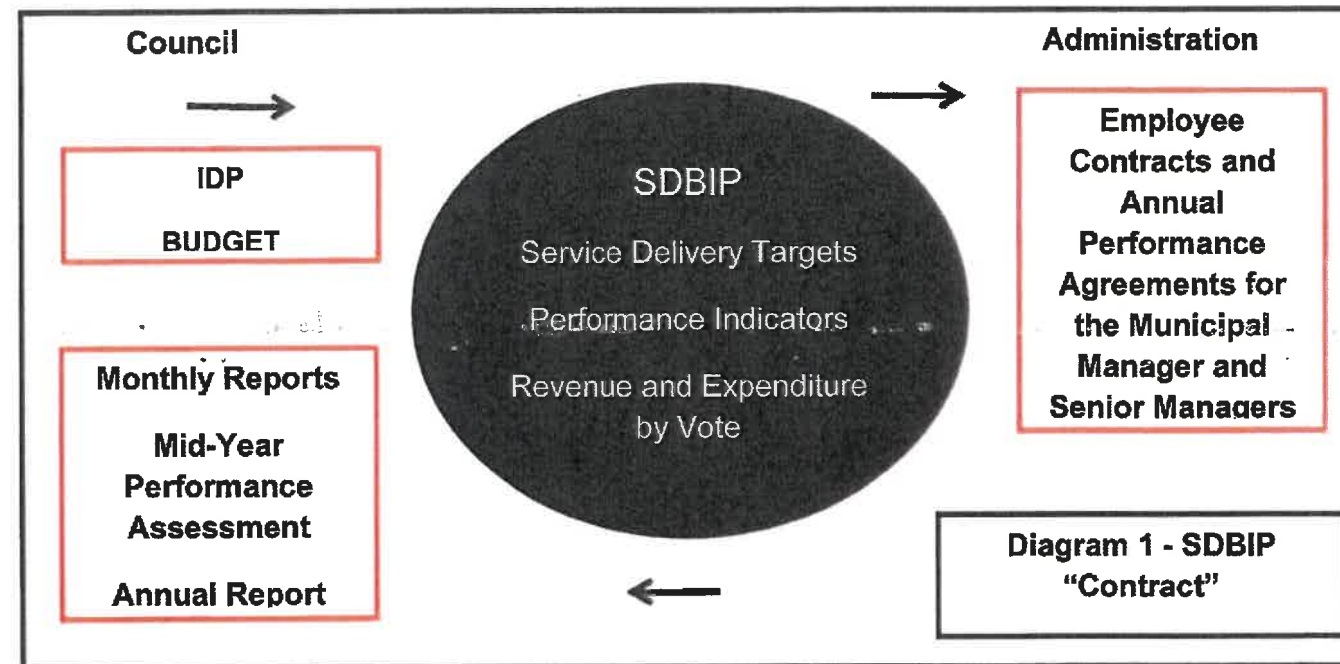 Council
IDP
BUDGET
Monthly Reports
Mid-Year
Performance
Assessment
Annual Report
SDBIP
Service Delivery Targets
Performance Indicators
Revenue and Expenditure
by Vote
Administration
Employee
Contracts and
Annual
Performance
Agreements for
the Municipal
Manager and
Senior Managers
Diagram 1 - SDBIP
“Contract”